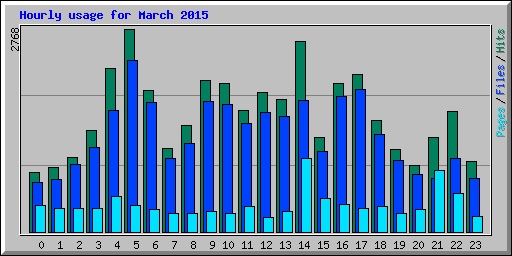 Hourly usage for March 2015
2768
Pages/Files/Hits
0 1 2 3 4 5 6 7 8 9 10 11 12 13 14 15 16 17 18 19 20 21 22 23